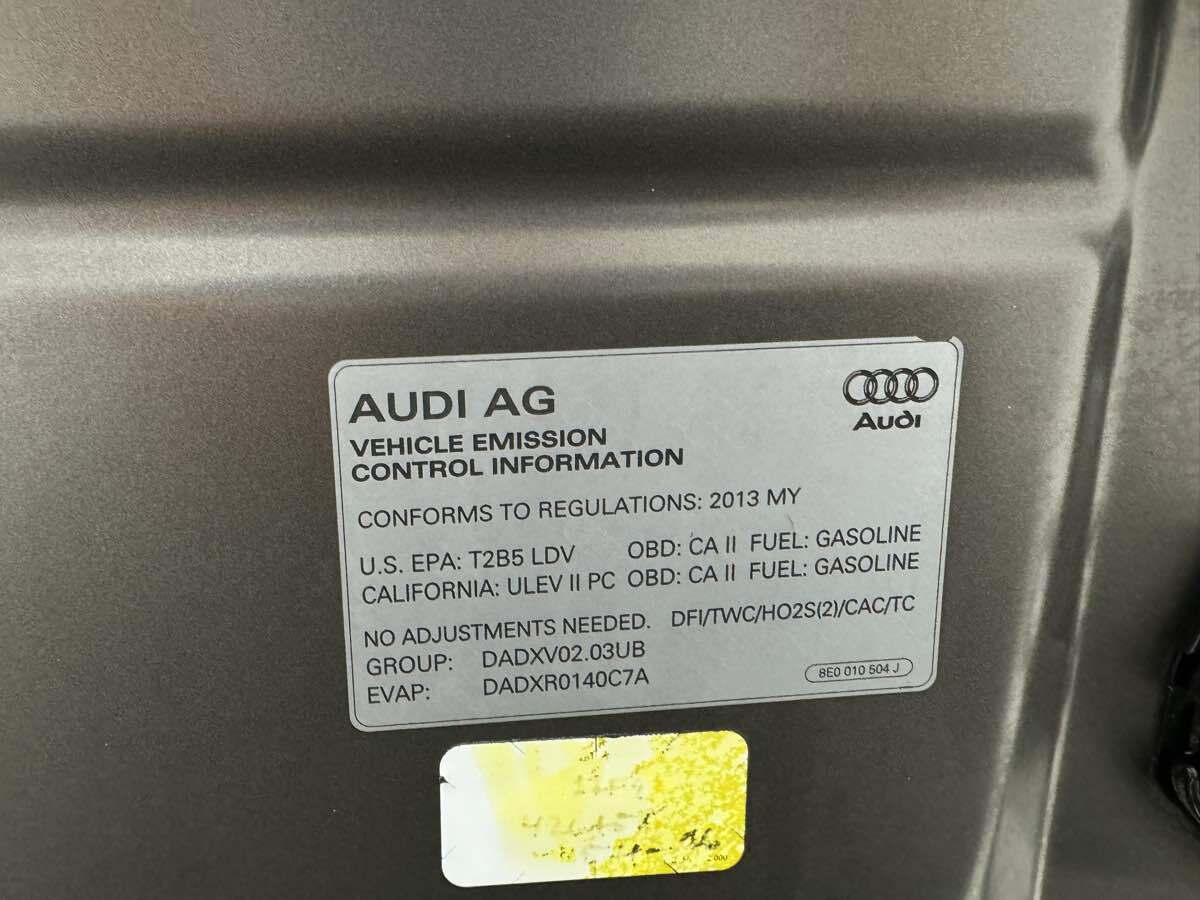 AUDI AG
Audi
VEHICLE EMISSION
CONTROL INFORMATION
CONFORMS TO REGULATIONS: 2013 MY
U.S. EPA: T2B5 LDV OBD: CA II FUEL: GASOLINE
CALIFORNIA: ULEV II PC OBD: CA II FUEL: GASOLINE
NO ADJUSTMENTS NEEDED. DFI/TWC/HO2S(2)/CAC/TC
GROUP: DADXV02.03UB
EVAP: DADXR0140C7A
8E0 010 504 J